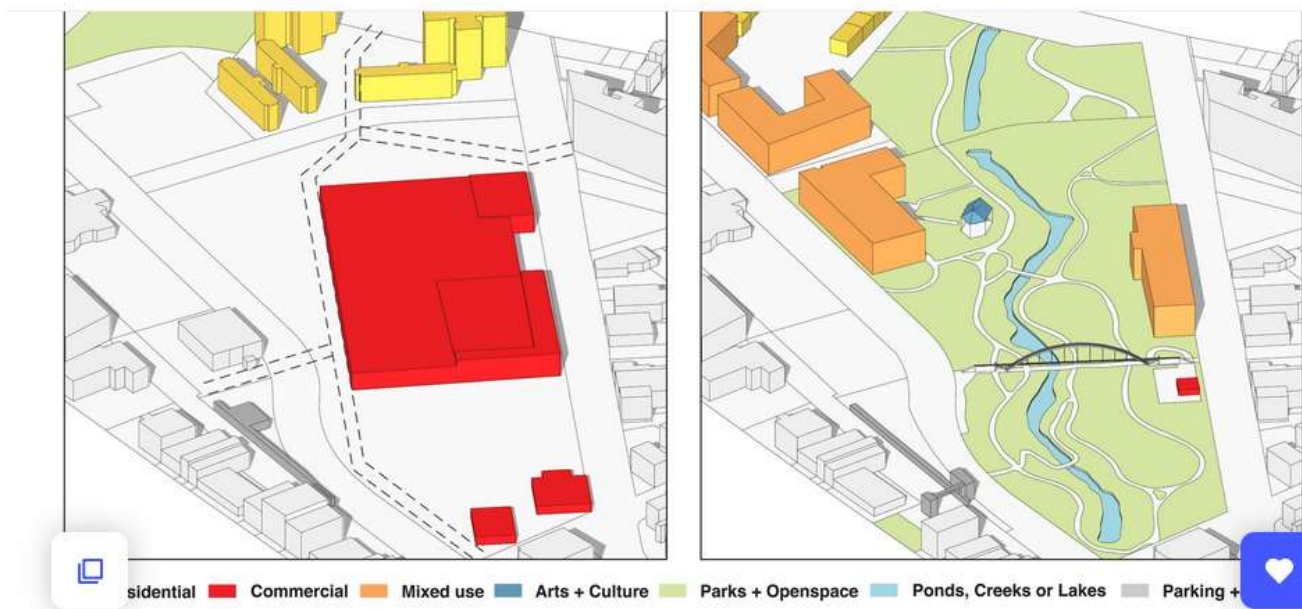 sidential Commercial Mixed use Arts + Culture Parks + Openspace Ponds, Creeks or Lakes Parking +